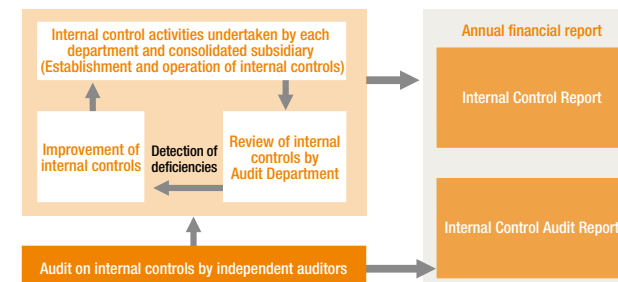 Internal control activities undertaken by each
department and consolidated subsidiary
(Establishment and operation of internal controls)
Improvement of
internal controls
Detection of
deficiencies
Review of internal
controls by
Audit Department
Audit on internal controls by independent auditors
Annual financial report
Internal Control Report
Internal Control Audit Report